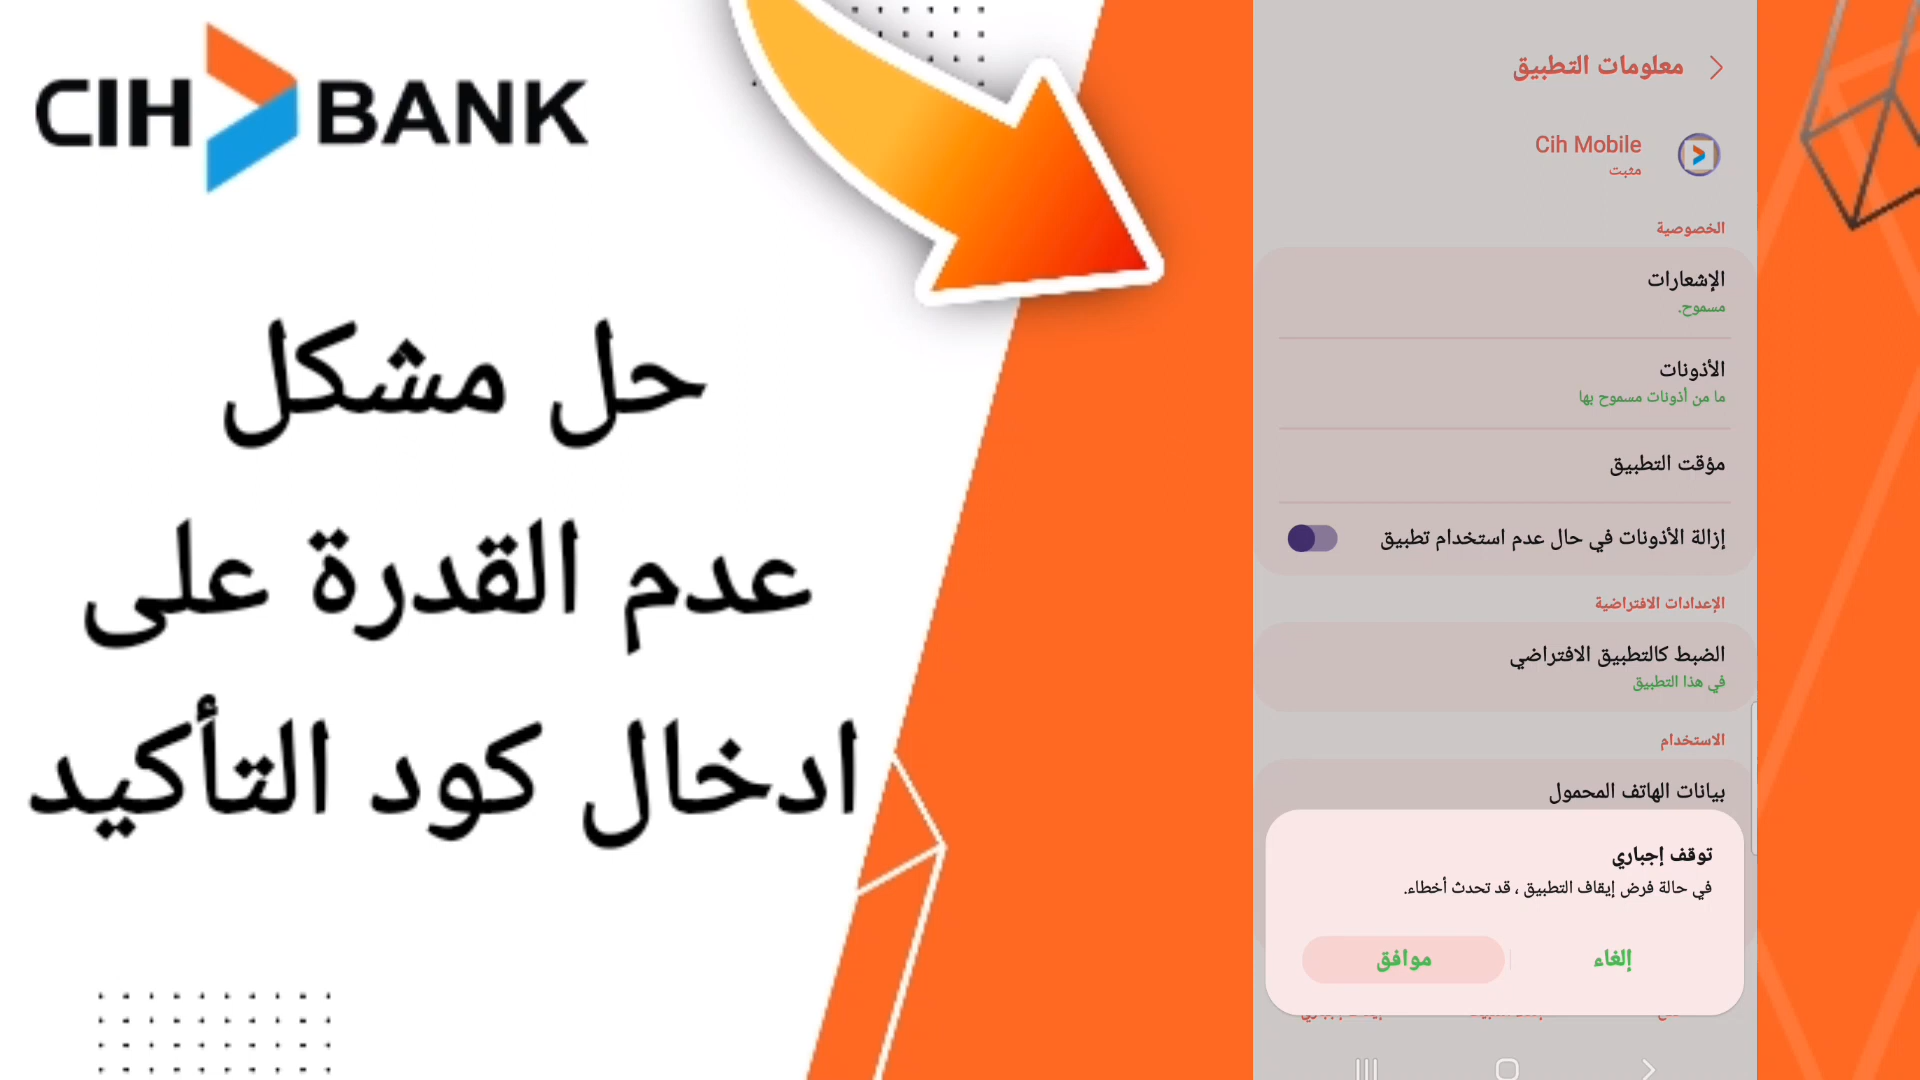 CIH BANK
حل مشكل
عدم القدرة على
ادخال كود التأكيد
معلومات التطبيق
Cih Mobile
مثبت
الخصوصية
الإشعارات
مسموح.
الأذونات
ما من أذونات مسموح بها
مؤقت التطبيق
إزالة الأذونات في حال عدم استخدام تطبيق
الإعدادات الافتراضية
الضبط كالتطبيق الافتراضي
في هذا التطبيق
الاستخدام
بيانات الهاتف المحمول
توقف إجباري
في حالة فرض إيقاف التطبيق ، قد تحدث أخطاء.
إلغاء
موافق